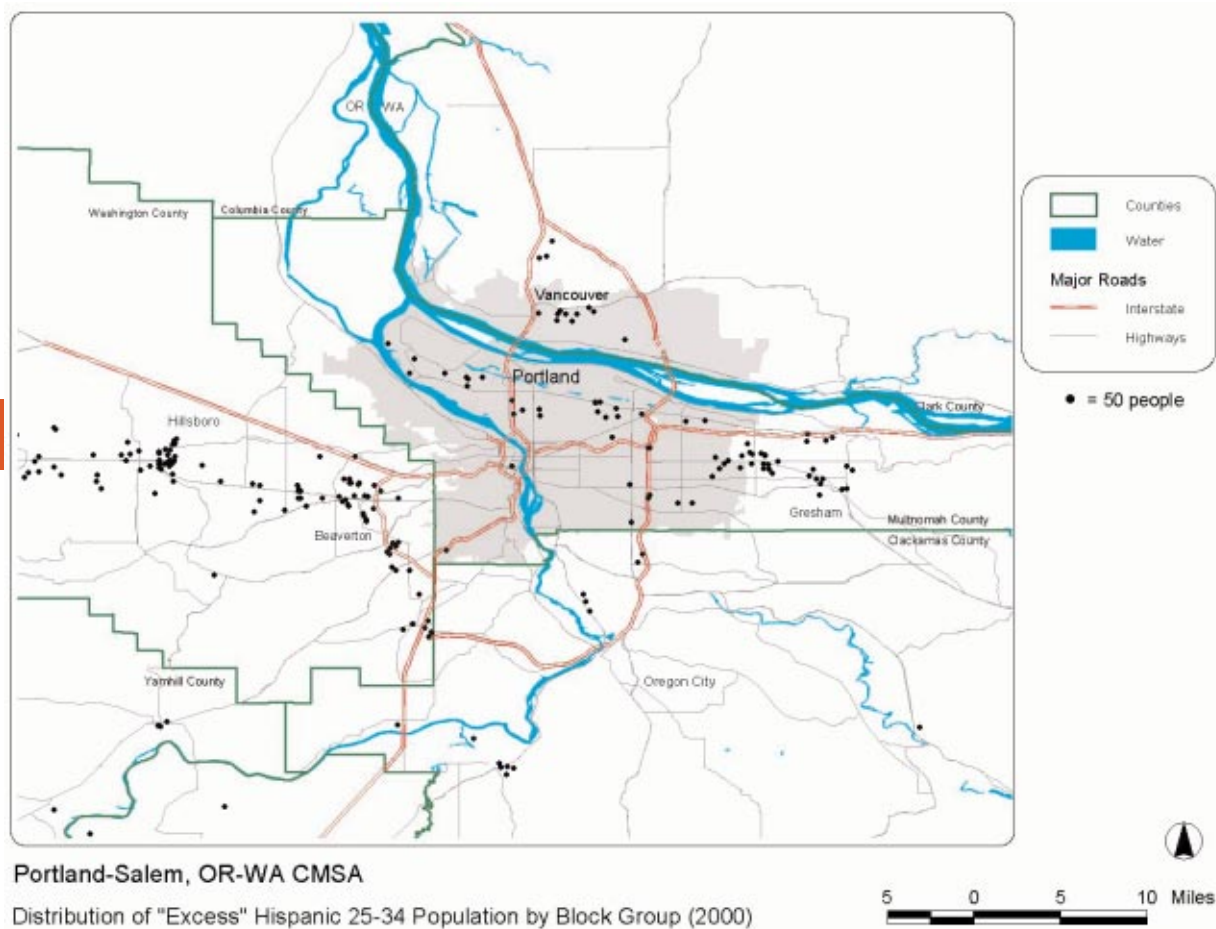 OR WA
Washington County
Columbia County
Vancouver
Portland
Clark County
Hillsboro
Beaverton
Gresham
Multnomah County
Clackamas County
Yamhill County
Oregon City
Counties
Water
Major Roads
Interstate
Highways
= 50 people
Portland-Salem, OR-WA CMSA
Distribution of "Excess" Hispanic 25-34 Population by Block Group (2000)
5 0 5 10 Miles